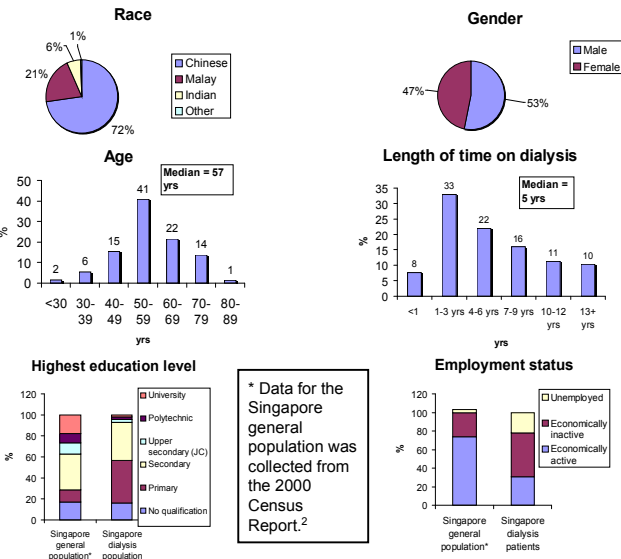 Race
1%
6%
21%
72%
Chinese
Malay
Indian
Other
Gender
47%
53%
Male
Female
Age
Median = 57
yrs
%
50
40
30
20
10
0
2
6
15
41
22
14
1
<30
30-
39
40-
49
50-
59
60-
69
70-
79
80-
89
yrs
Length of time on dialysis
Median =
5 yrs
%
35
30
25
20
15
10
5
0
8
33
22
16
11
10
<1
1-3 yrs
4-6 yrs
7-9 yrs
10-12
yrs
13+
yrs
yrs
Highest education level
%
120
100
80
60
40
20
0
University
Polytechnic
Upper
secondary (JC)
Secondary
Primary
No qualification
Singapore
general
population*
Singapore
dialysis
population
* Data for the
Singapore
general
population was
collected from
the 2000
Census
Report.2
Employment status
%
120
100
80
60
40
20
0
Unemployed
Economically
inactive
Economically
active
Singapore
general
population*
Singapore
dialysis
patients